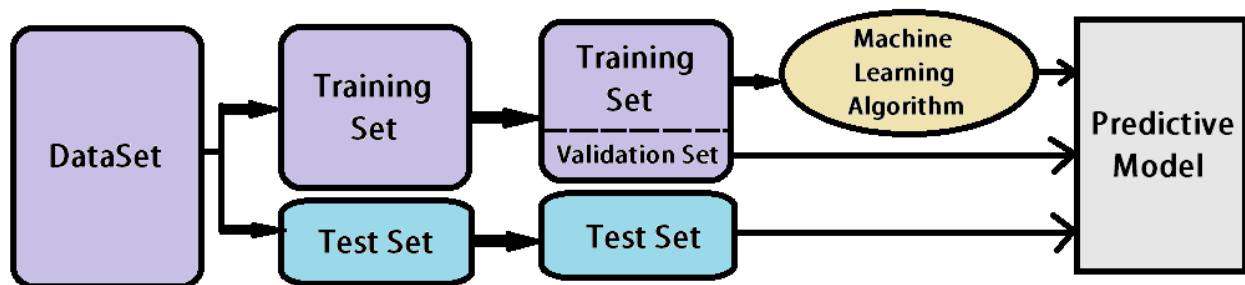 DataSet
Training
Set
Test Set
Training
Set
Validation Set
Test Set
Machine
Learning
Algorithm
Predictive
Model